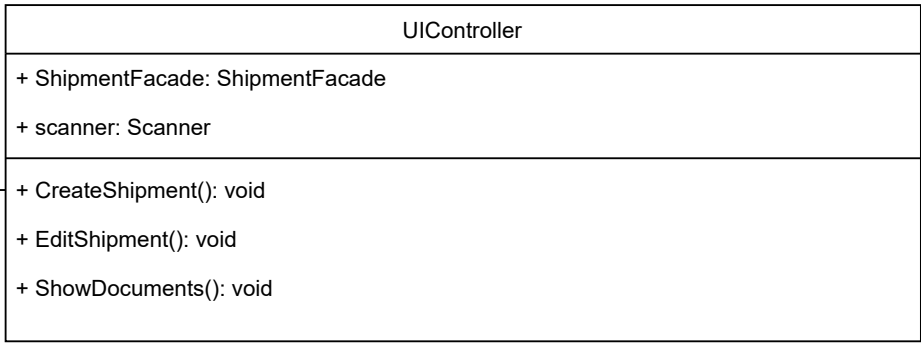 UIController
+ ShipmentFacade: ShipmentFacade
+ scanner: Scanner
+ CreateShipment(): void
+ EditShipment(): void
+ ShowDocuments(): void